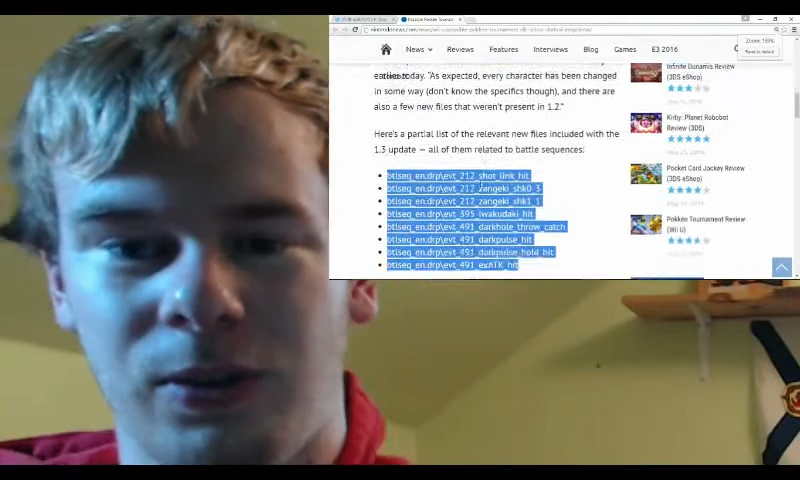 Pokkén Tournament
Zoom: 150%
News
Reviews
Features
Interviews
Blog
Games
E3 2016
earlier today. "As expected, every character has been changed
in some way (don't know the specifics though), and there are
also a few new files that weren't present in 1.2."
Here's a partial list of the relevant new files included with the
1.3 update — all of them related to battle sequences:
btlseq_en.drp\evt_212_shot_link_hit
btlseq_en.drp\evt_212_zangeki_shk0_3
btlseq_en.drp\evt_212_zangeki_shk1_1
btlseq_en.drp\evt_395_iwakudaki_hit
btlseq_en.drp\evt_491_darkhole_throw_catch
btlseq_en.drp\evt_491_darkpulse_hit
btlseq_en.drp\evt_491_darkpulse_hold_hit
btlseq_en.drp\evt_491_exATK_hit
Infinite Dunamis Review
(3DS eShop)
Kirby: Planet Robobot
Review (3DS)
Pocket Card Jockey Review
(3DS eShop)
Pokkén Tournament Review
(Wii U)